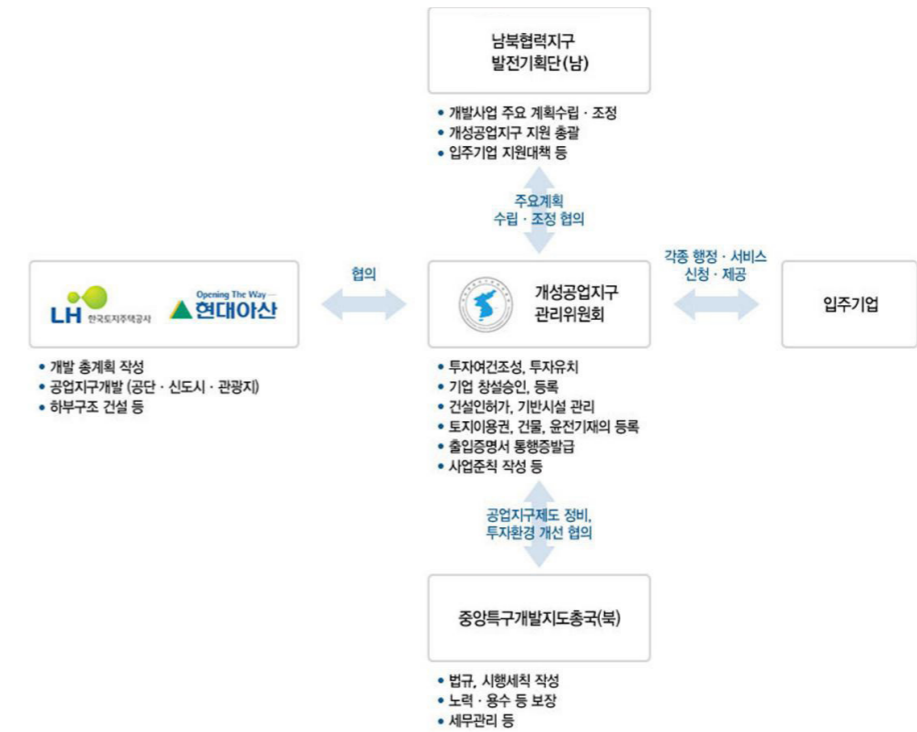 남북협력지구
발전기획단(남)
• 개발사업 주요 계획수립 · 조정
• 개성공업지구 지원 총괄
• 입주기업 지원대책 등
주요계획
수립 · 조정 협의
LH 한국토지주택공사
Opening The Way
현대아산
• 개발 총계획 작성
• 공업지구개발 (공단 · 신도시 · 관광지)
• 하부구조 건설 등
협의
개성공업지구
관리위원회
• 투자여건조성, 투자유치
• 기업 창설승인, 등록
• 건설인허가, 기반시설 관리
• 토지이용권, 건물, 윤전기재의 등록
• 출입증명서 통행증발급
• 사업준칙 작성 등
각종 행정 · 서비스
신청 · 제공
입주기업
공업지구제도 정비,
투자환경 개선 협의
중앙특구개발지도총국(북)
• 법규, 시행세칙 작성
• 노력 · 용수 등 보장
• 세무관리 등